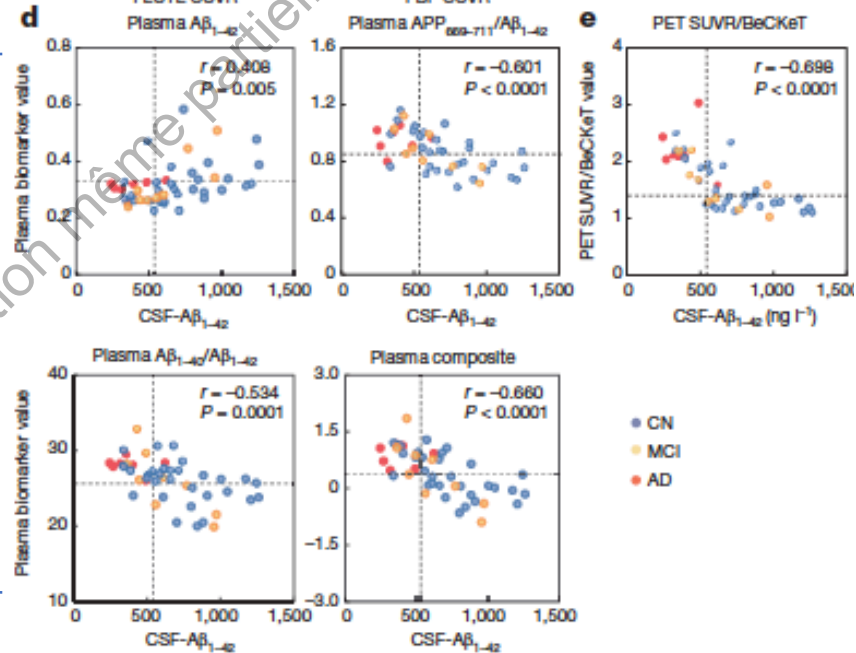 d
Plasma Aβ1–42
r = 0.408
P = 0.005
Plasma biomarker value
0.8
0.6
0.4
0.2
0
0 500 1,000 1,500
CSF-Aβ1–42
Plasma APP669–711/Aβ1–42
r = –0.601
P < 0.0001
1.6
1.2
0.8
0.4
0
0 500 1,000 1,500
CSF-Aβ1–42
e
PET SUVR/BeCKeT
r = –0.698
P < 0.0001
PET SUVR/BeCKeT value
4
3
2
1
0
0 500 1,000 1,500
CSF-Aβ1–42 (ng l–1)
Plasma Aβ1–40/Aβ1–42
r = –0.534
P = 0.0001
Plasma biomarker value
40
30
20
10
0 500 1,000 1,500
CSF-Aβ1–42
Plasma composite
r = –0.660
P < 0.0001
3.0
1.5
0
–1.5
–3.0
0 500 1,000 1,500
CSF-Aβ1–42
CN
MCI
AD
même partie